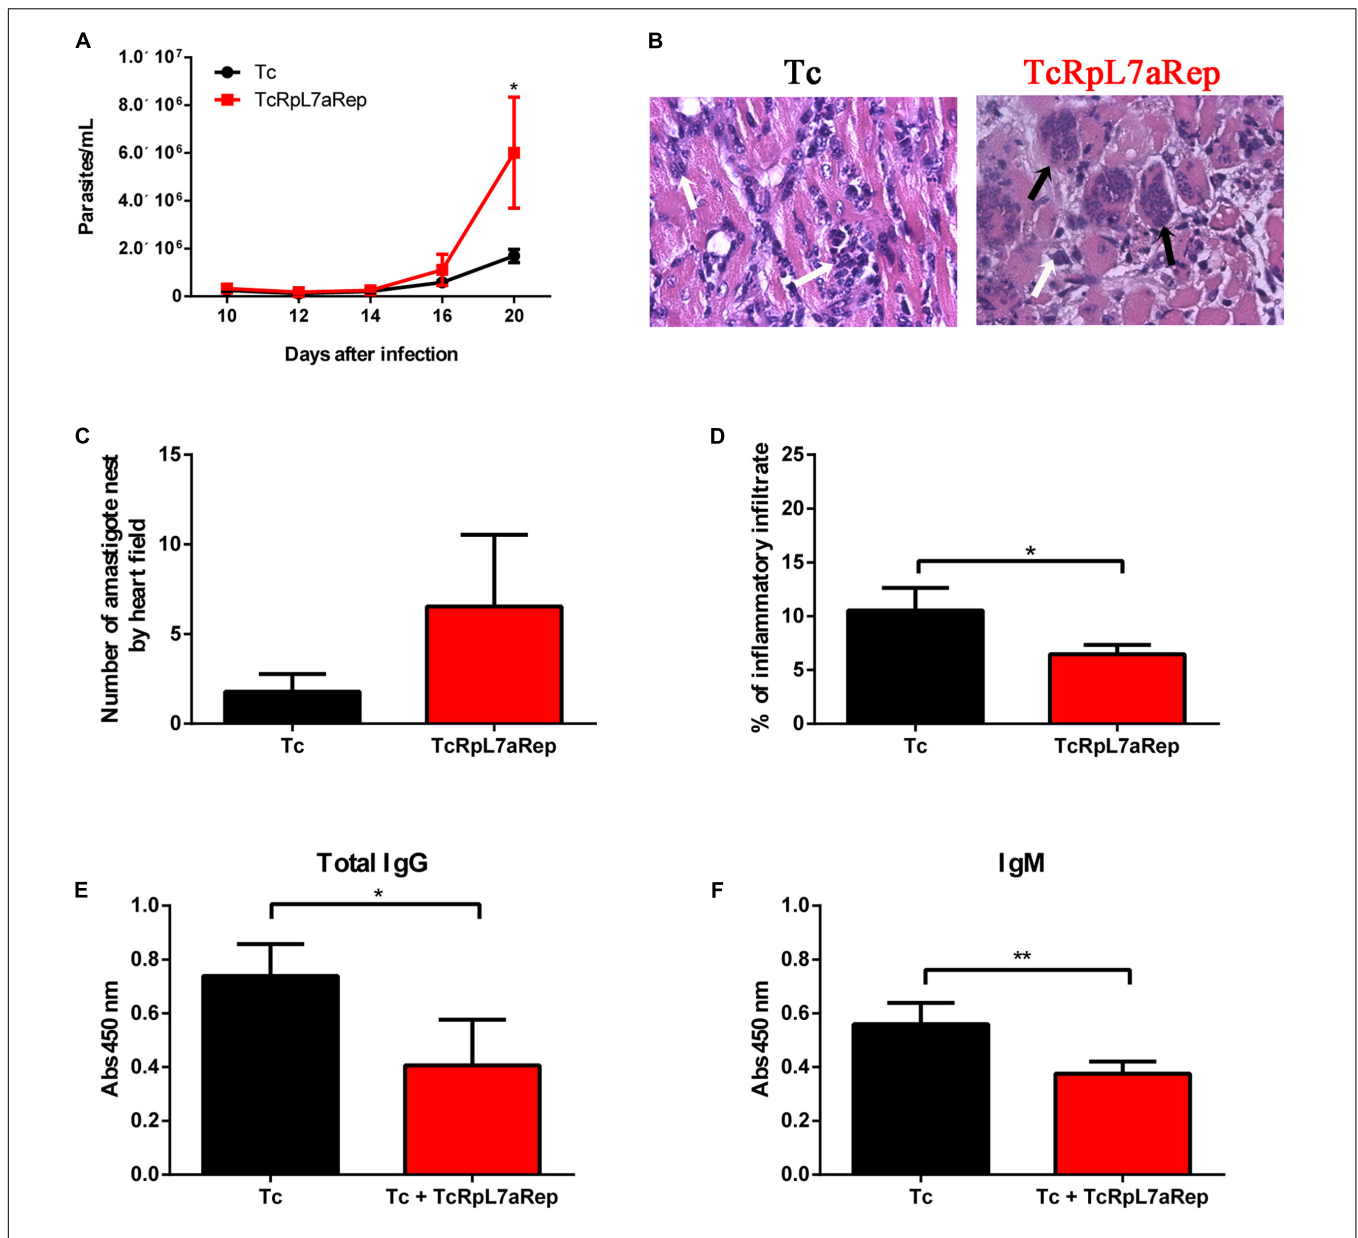 A
1.0´ 10⁷
8.0´ 10⁶
6.0´ 10⁶
4.0´ 10⁶
2.0´ 10⁶
0
Parasites/mL
Tc
TcRpL7aRep
*
10 12 14 16 20
Days after infection
B
Tc
TcRpL7aRep
C
15
10
5
0
Number of amastigote nest
by heart field
Tc TcRpL7aRep
D
25
20
15
10
5
0
% of inflammatory infiltrate
*
Tc TcRpL7aRep
E
Total IgG
1.0
0.8
0.6
0.4
0.2
0.0
Abs450 nm
*
Tc Tc + TcRpL7aRep
F
IgM
1.0
0.8
0.6
0.4
0.2
0.0
Abs450 nm
**
Tc Tc + TcRpL7aRep